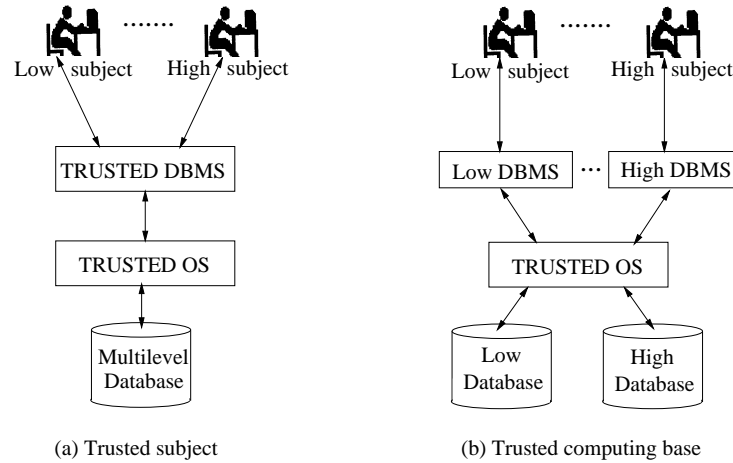 Low subject
High subject
TRUSTED DBMS
TRUSTED OS
Multilevel
Database
(a) Trusted subject
Low subject
High subject
Low DBMS
...
High DBMS
TRUSTED OS
Low
Database
High
Database
(b) Trusted computing base